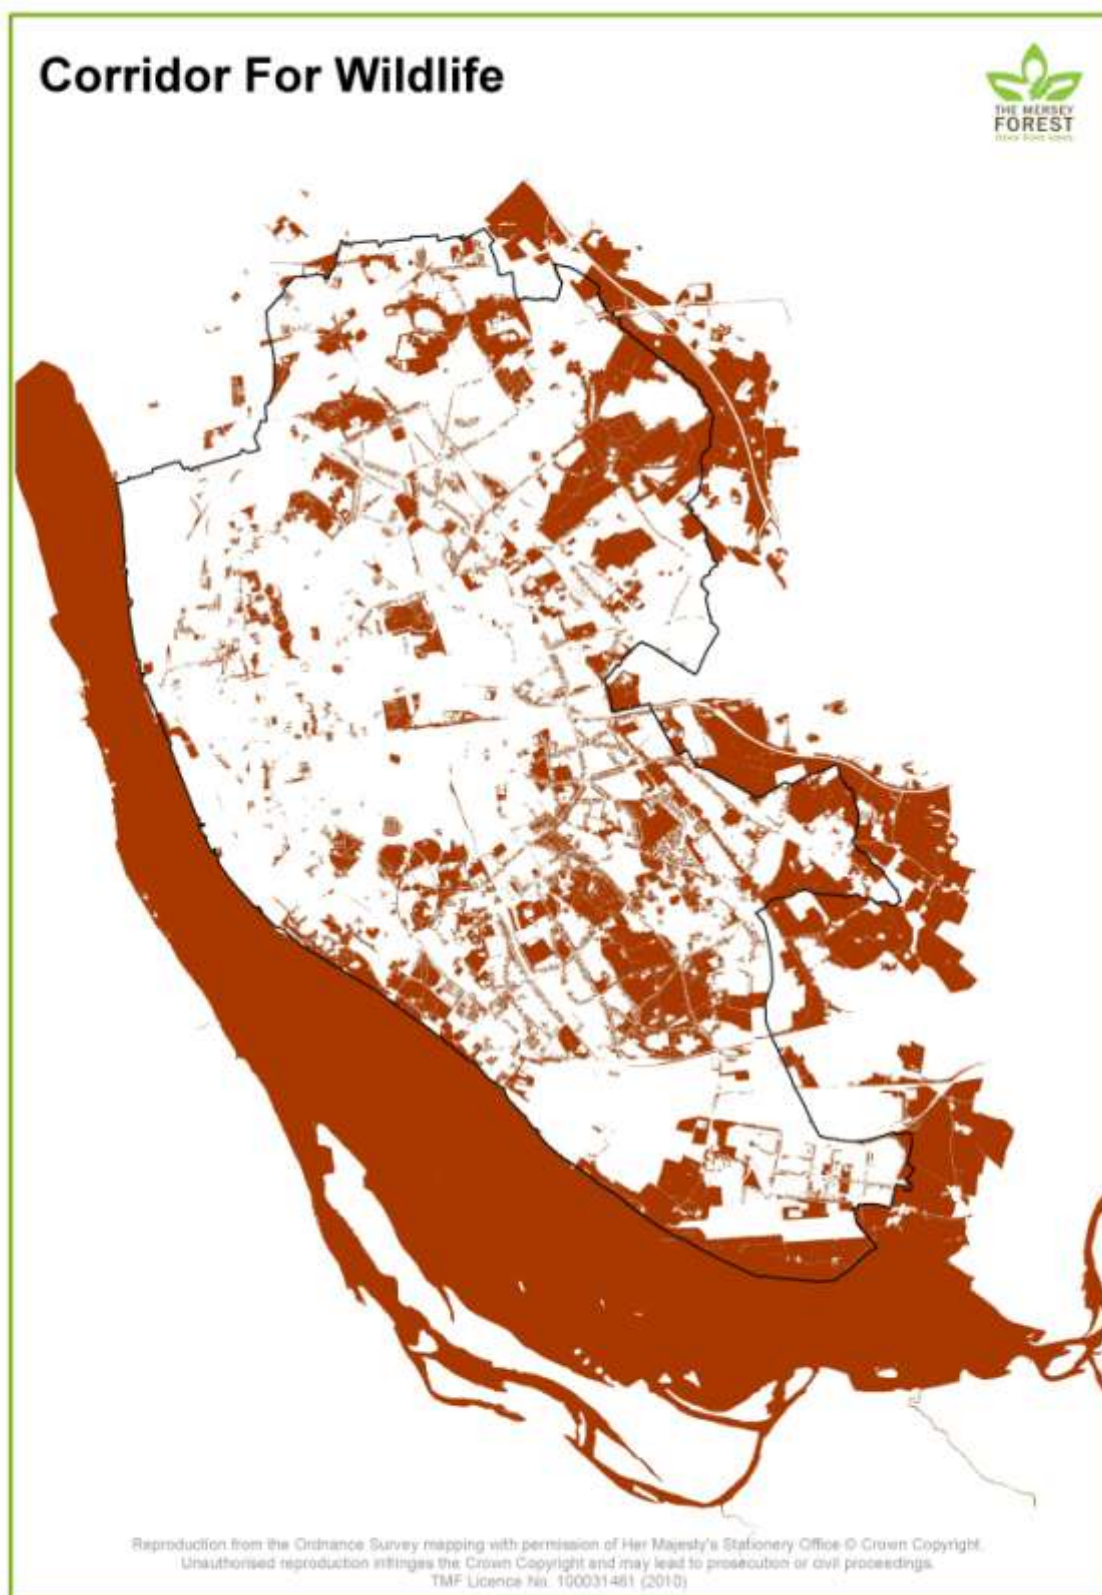 Corridor For Wildlife
THE MERSEY
FOREST
Reproduction from the Ordnance Survey mapping with permission of Her Majesty's Stationery Office © Crown Copyright.
Unauthorised reproduction infringes the Crown Copyright and may lead to prosecution or civil proceedings.
TMF Licence No. 100031461 (2010)